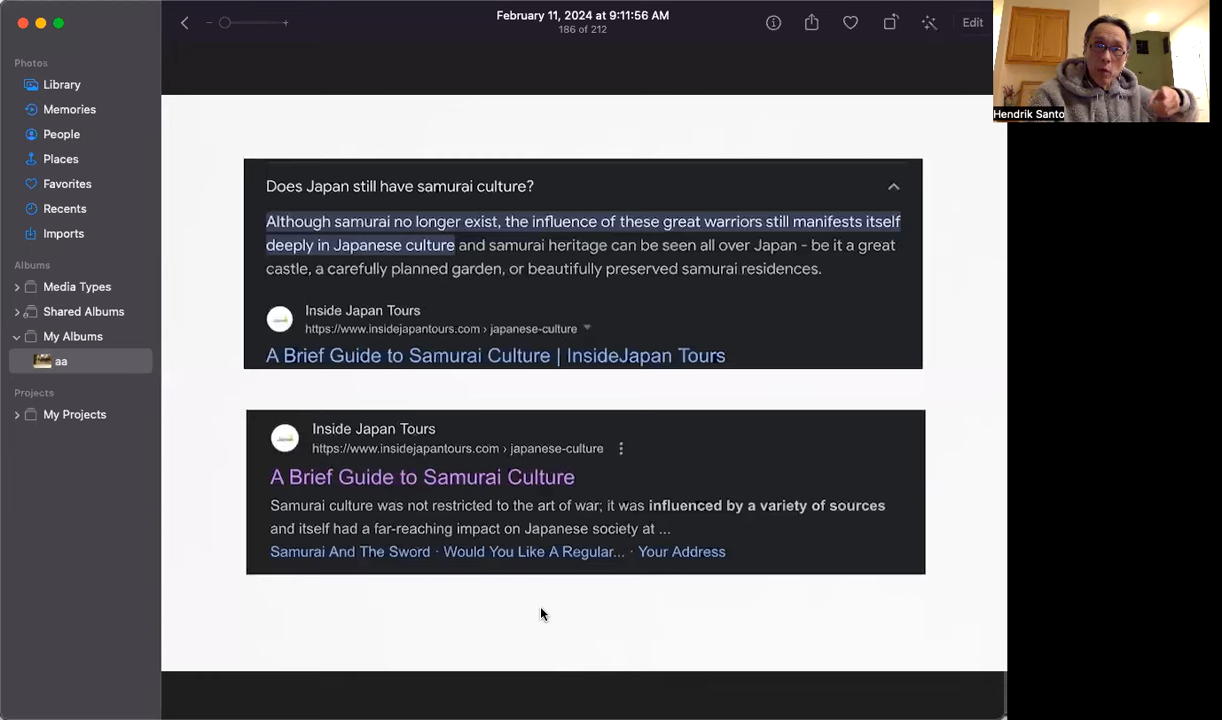 February 11, 2024 at 9:11:56 AM
186 of 212
Edit
Photos
Library
Memories
People
Places
Favorites
Recents
Imports
Albums
Media Types
Shared Albums
My Albums
aa
Projects
My Projects
Does Japan still have samurai culture?
Although samurai no longer exist, the influence of these great warriors still manifests itself
deeply in Japanese culture and samurai heritage can be seen all over Japan - be it a great
castle, a carefully planned garden, or beautifully preserved samurai residences.
Inside Japan Tours
https://www.insidejapantours.com › japanese-culture
A Brief Guide to Samurai Culture | InsideJapan Tours
Inside Japan Tours
https://www.insidejapantours.com › japanese-culture
A Brief Guide to Samurai Culture
Samurai culture was not restricted to the art of war; it was influenced by a variety of sources
and itself had a far-reaching impact on Japanese society at ...
Samurai And The Sword · Would You Like A Regular... · Your Address
Hendrik Santo